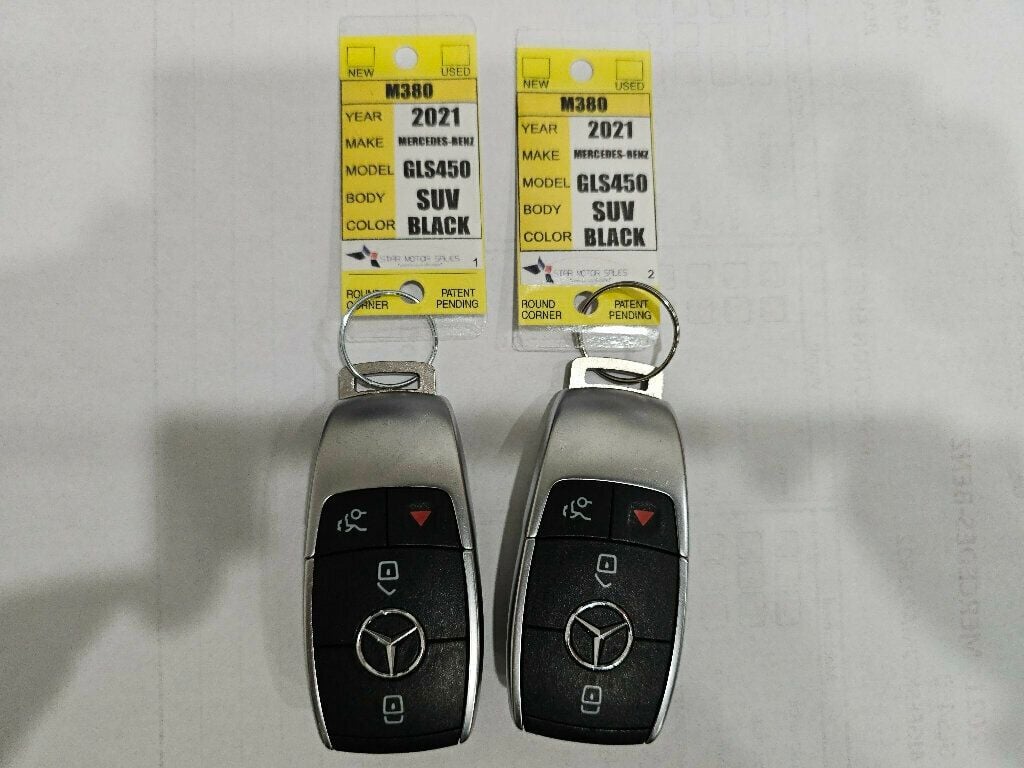 NEW USED
M380
YEAR 2021
MAKE MERCEDES-BENZ
MODEL GLS450
BODY SUV
COLOR BLACK
STAR MOTOR SALES
1
ROUND CORNER PATENT PENDING
NEW USED
M380
YEAR 2021
MAKE MERCEDES-BENZ
MODEL GLS450
BODY SUV
COLOR BLACK
STAR MOTOR SALES
2
ROUND CORNER PATENT PENDING